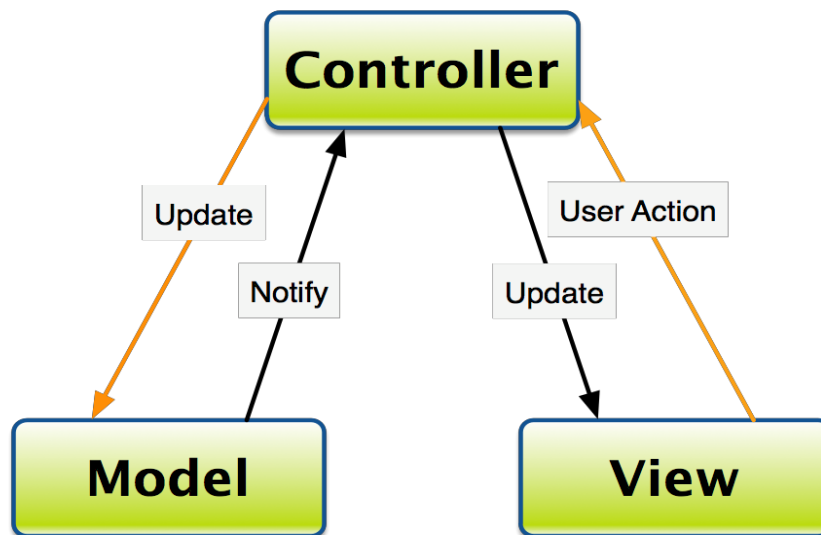 Controller
Update
User Action
Notify
Update
Model
View